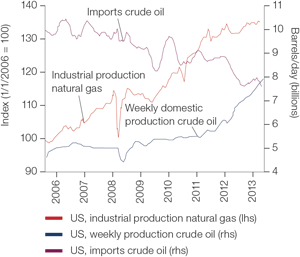 140
130
120
110
100
90
Index (1/1/2006 = 100)
Imports crude oil
Industrial production
natural gas
Weekly domestic
production crude oil
11
10
9
8
7
6
5
4
Barrels/day (billions)
2006
2007
2008
2009
2010
2011
2012
2013
US, industrial production natural gas (lhs)
US, weekly production crude oil (rhs)
US, imports crude oil (rhs)